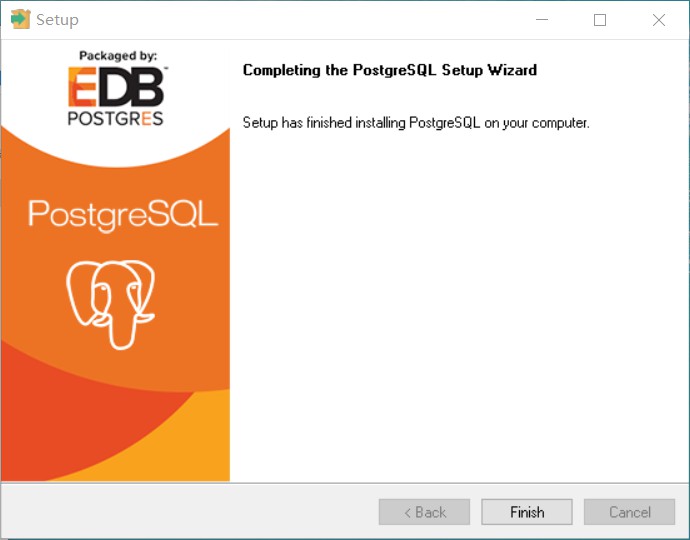 Setup
Packaged by:
EDB™
POSTGRES
PostgreSQL
Completing the PostgreSQL Setup Wizard
Setup has finished installing PostgreSQL on your computer.
< Back
Finish
Cancel